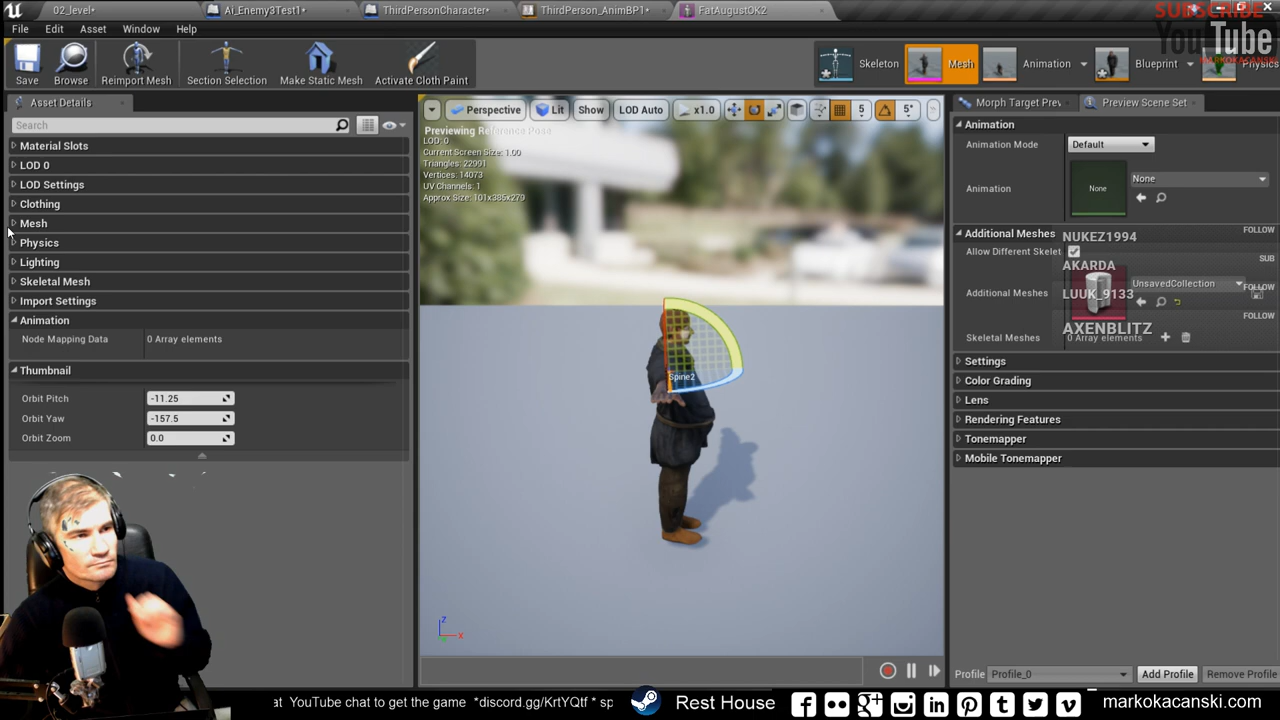 02_level•
Ai_Enemy3Test1•
ThirdPersonCharacter•
ThirdPerson_AnimBP1•
FatAugustOK2
SUBSCRIBE
YouTube
MARKOKACANSKI
File Edit Asset Window Help
Save
Browse
Reimport Mesh
Section Selection
Make Static Mesh
Activate Cloth Paint
Skeleton
Mesh
Animation
Blueprint
Physics
Asset Details
Search
Material Slots
LOD 0
LOD Settings
Clothing
Mesh
Physics
Lighting
Skeletal Mesh
Import Settings
Animation
Node Mapping Data 0 Array elements
Thumbnail
Orbit Pitch -11.25
Orbit Yaw -157.5
Orbit Zoom 0.0
Perspective Lit Show LOD Auto x1.0 5 5°
Previewing Reference Pose
LOD: 0
Current Screen Size: 1.00
Triangles: 22991
Vertices: 14073
UV Channels: 1
Approx Size: 101x385x279
Spine2
Z
X
Morph Target Prev
Preview Scene Set
Animation
Animation Mode Default
Animation None None
Additional Meshes
Allow Different Skelet
Additional Meshes UnsavedCollection
Skeletal Meshes 0 Array elements
NUKEZ1994 FOLLOW
AKARDA SUB
LUUK_9133 FOLLOW
AXENBLITZ FOLLOW
Settings
Color Grading
Lens
Rendering Features
Tonemapper
Mobile Tonemapper
Profile Profile_0 Add Profile Remove Profile
at YouTube chat to get the game *discord.gg/KrtYQtf * sp
Rest House
markokacanski.com